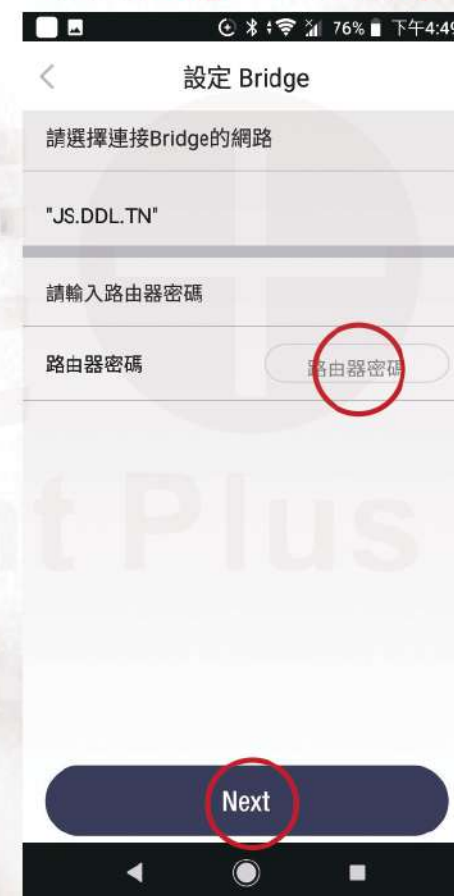 76% 下午4:49
設定 Bridge
請選擇連接Bridge的網路
"JS.DDL.TN"
請輸入路由器密碼
路由器密碼 路由器密碼
t Plus
Next